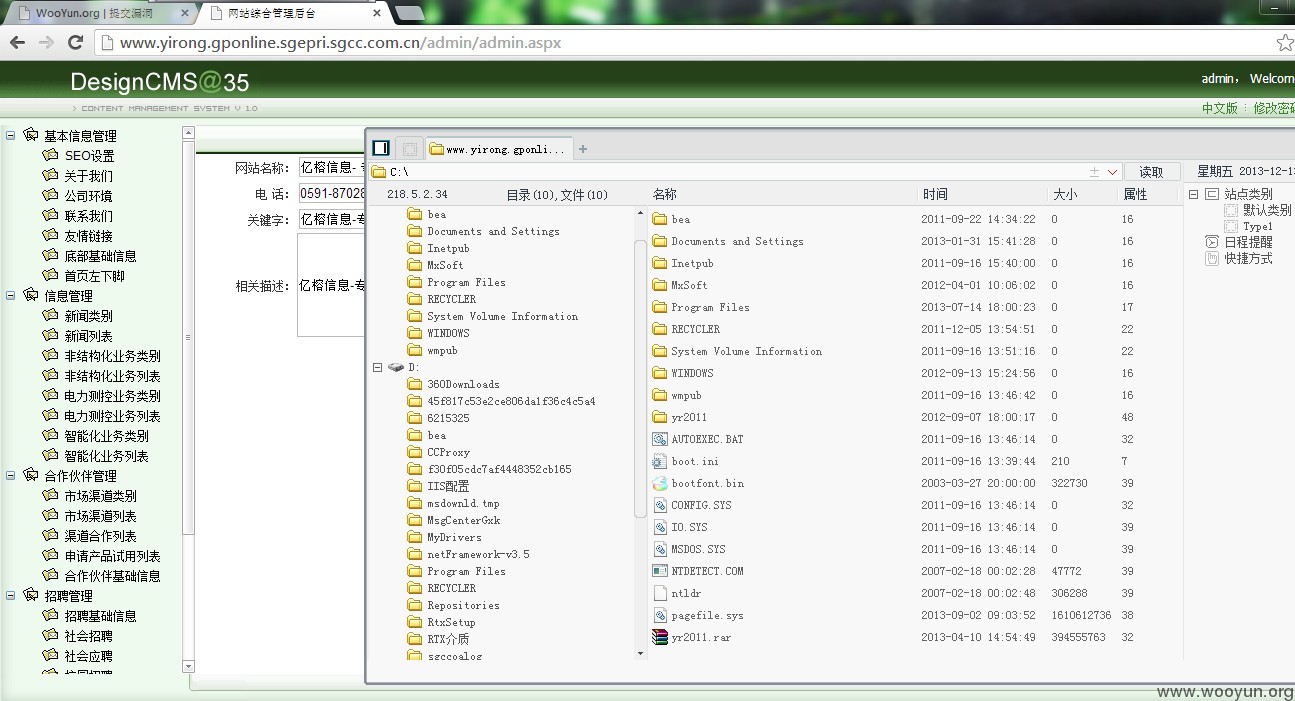 WooYun.org | 提交漏洞
网站综合管理后台
www.yirong.gponline.sgepri.sgcc.com.cn/admin/admin.aspx
DesignCMS@35
admin， Welcom
> CONTENT MANAGEMENT SYSTEM V 1.0
中文版 ┊ 修改密码
基本信息管理
SEO设置
关于我们
公司环境
联系我们
友情链接
底部基础信息
首页左下脚
信息管理
新闻类别
新闻列表
非结构化业务类别
非结构化业务列表
电力测控业务类别
电力测控业务列表
智能化业务类别
智能化业务列表
合作伙伴管理
市场渠道类别
市场渠道列表
渠道合作列表
申请产品试用列表
合作伙伴基础信息
招聘管理
招聘基础信息
社会招聘
社会应聘
网站名称： 亿榕信息- 专
电 话： 0591-87028
关键字： 亿榕信息-专
相关描述： 亿榕信息-专
www.yirong.gponli...
C:\
读取
218.5.2.34 目录(10),文件(10)
bea
Documents and Settings
Inetpub
MxSoft
Program Files
RECYCLER
System Volume Information
WINDOWS
wmpub
D:
360Downloads
45f817c53e2ce806da1f36c4c5a4
6215325
bea
CCProxy
f30f05cdc7af4448352cb165
IIS配置
msdownld.tmp
MsgCenterGxk
MyDrivers
netFramework-v3.5
Program Files
RECYCLER
Repositories
RtxSetup
RTX介质
sgccoalog
名称 时间 大小 属性
bea 2011-09-22 14:34:22 0 16
Documents and Settings 2013-01-31 15:41:28 0 16
Inetpub 2011-09-16 15:40:00 0 16
MxSoft 2012-04-01 10:06:02 0 16
Program Files 2013-07-14 18:00:23 0 17
RECYCLER 2011-12-05 13:54:51 0 22
System Volume Information 2011-09-16 13:51:16 0 22
WINDOWS 2012-09-13 15:24:56 0 16
wmpub 2011-09-16 13:46:42 0 16
yr2011 2012-09-07 18:00:17 0 48
AUTOEXEC.BAT 2011-09-16 13:46:14 0 32
boot.ini 2011-09-16 13:39:44 210 7
bootfont.bin 2003-03-27 20:00:00 322730 39
CONFIG.SYS 2011-09-16 13:46:14 0 32
IO.SYS 2011-09-16 13:46:14 0 39
MSDOS.SYS 2011-09-16 13:46:14 0 39
NTDETECT.COM 2007-02-18 00:02:28 47772 39
ntldr 2007-02-18 00:02:48 306288 39
pagefile.sys 2013-09-02 09:03:52 1610612736 38
yr2011.rar 2013-04-10 14:54:49 394555763 32
星期五 2013-12-13
站点类别
默认类别
Type1
日程提醒
快捷方式
www.wooyun.org